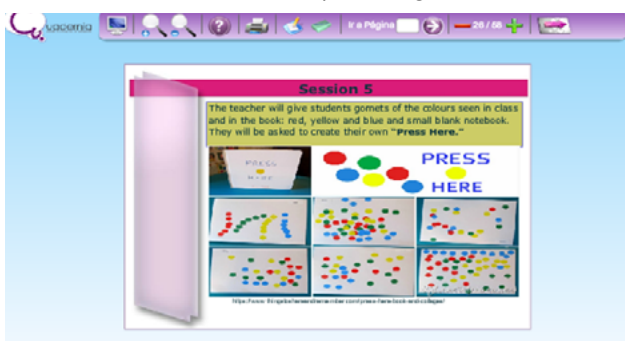 vadernia
Ir a Página
26 / 58
Session 5
The teacher will give students gomets of the colours seen in class
and in the book: red, yellow and blue and small blank notebook.
They will be asked to create their own "Press Here."
PRESS
HERE
PRESS
HERE